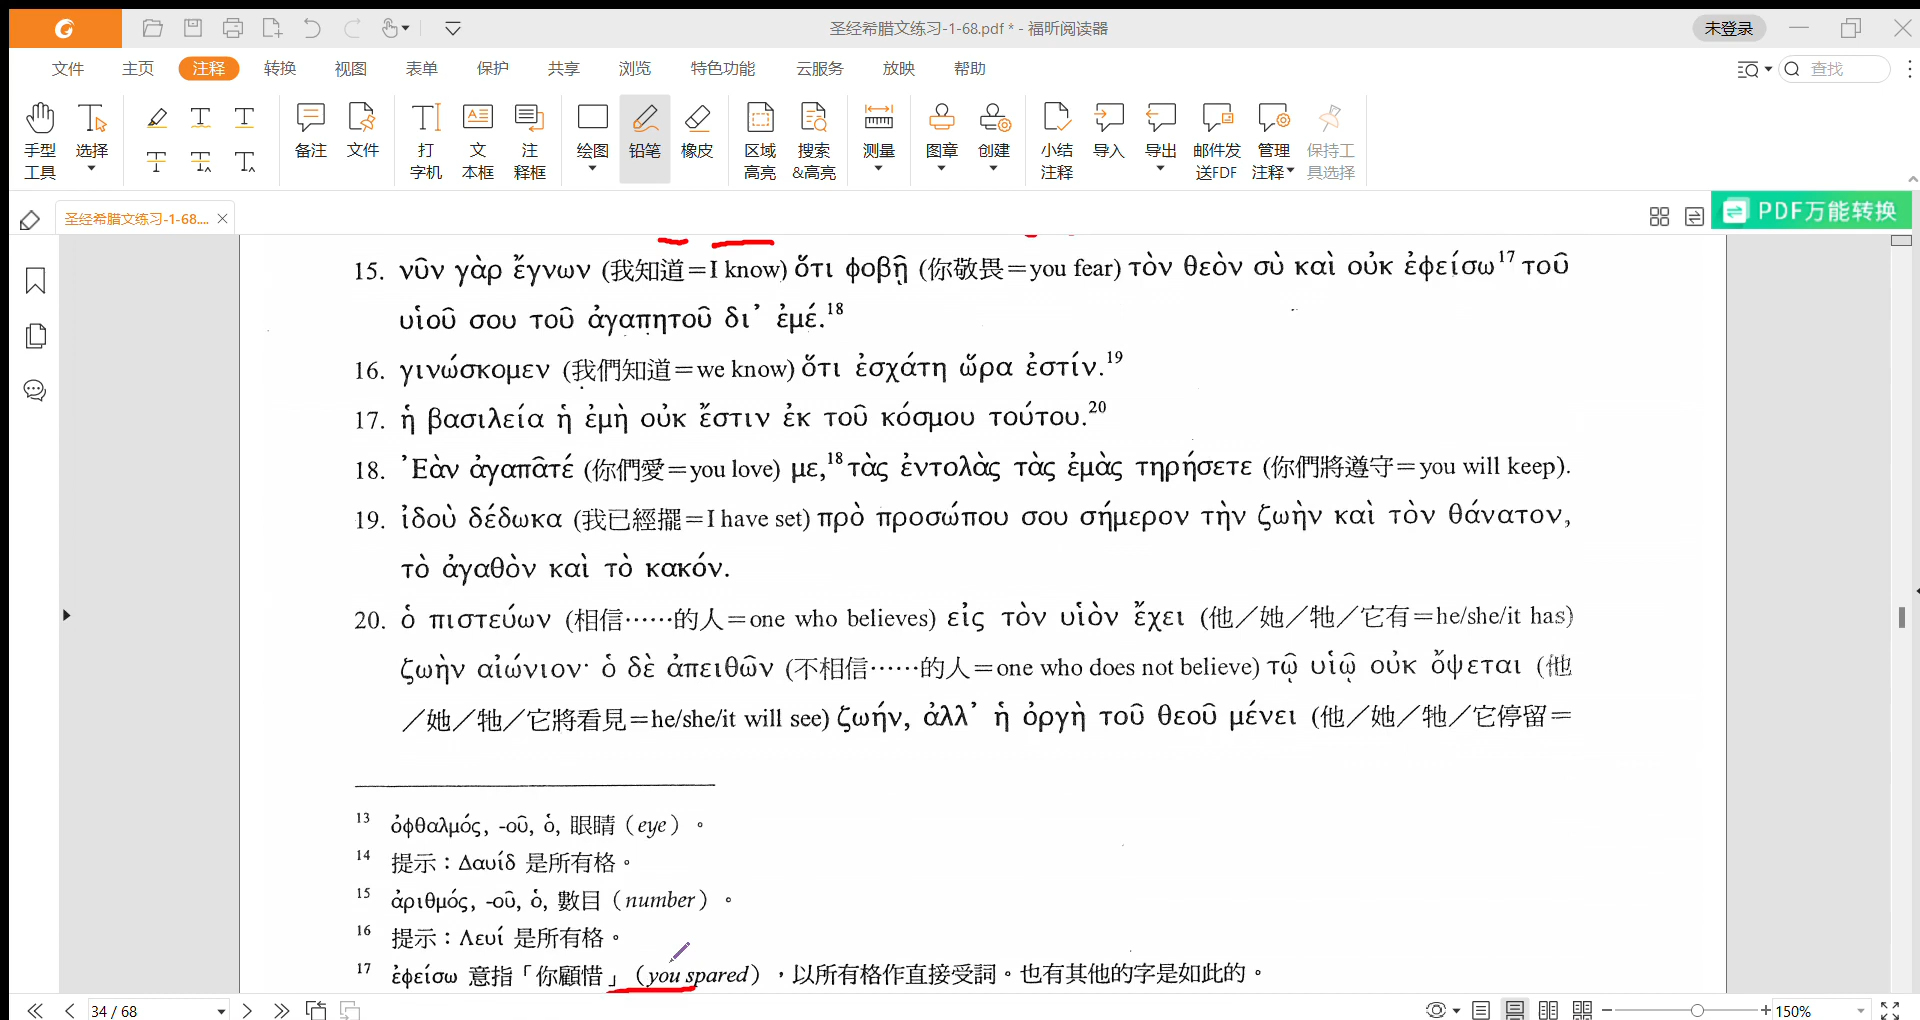 圣经希腊文练习-1-68.pdf * - 福昕阅读器
未登录
文件 主页 注释 转换 视图 表单 保护 共享 浏览 特色功能 云服务 放映 帮助
查找
手型工具 选择 备注 文件 打字机 文本框 注释框 绘图 铅笔 橡皮 区域高亮 搜索&高亮 测量 图章 创建 小结注释 导入 导出 邮件发送FDF 管理注释 保持工具选择
圣经希腊文练习-1-68....
PDF万能转换
15. νῦν γὰρ ἔγνων (我知道=I know) ὅτι φοβῇ (你敬畏=you fear) τὸν θεὸν σὺ καὶ οὐκ ἐφείσω17 τοῦ
υἱοῦ σου τοῦ ἀγαπητοῦ δι᾽ ἐμέ.18
16. γινώσκομεν (我們知道=we know) ὅτι ἐσχάτη ὥρα ἐστίν.19
17. ἡ βασιλεία ἡ ἐμὴ οὐκ ἔστιν ἐκ τοῦ κόσμου τούτου.20
18. Ἐὰν ἀγαπᾶτέ (你們愛=you love) με,18 τὰς ἐντολὰς τὰς ἐμὰς τηρήσετε (你們將遵守=you will keep).
19. ἰδοὺ δέδωκα (我已經擺=I have set) πρὸ προσώπου σου σήμερον τὴν ζωὴν καὶ τὸν θάνατον,
τὸ ἀγαθὸν καὶ τὸ κακόν.
20. ὁ πιστεύων (相信……的人=one who believes) εἰς τὸν υἱὸν ἔχει (他/她/牠/它有=he/she/it has)
ζωὴν αἰώνιον· ὁ δὲ ἀπειθῶν (不相信……的人=one who does not believe) τῷ υἱῷ οὐκ ὄψεται (他
/她/牠/它將看見=he/she/it will see) ζωήν, ἀλλ᾽ ἡ ὀργὴ τοῦ θεοῦ μένει (他/她/牠/它停留=
13 ὀφθαλμός, -οῦ, ὁ, 眼睛（eye）。
14 提示：Δαυίδ 是所有格。
15 ἀριθμός, -οῦ, ὁ, 數目（number）。
16 提示：Λευί 是所有格。
17 ἐφείσω 意指「你顧惜」（you spared），以所有格作直接受詞。也有其他的字是如此的。
34 / 68
150%